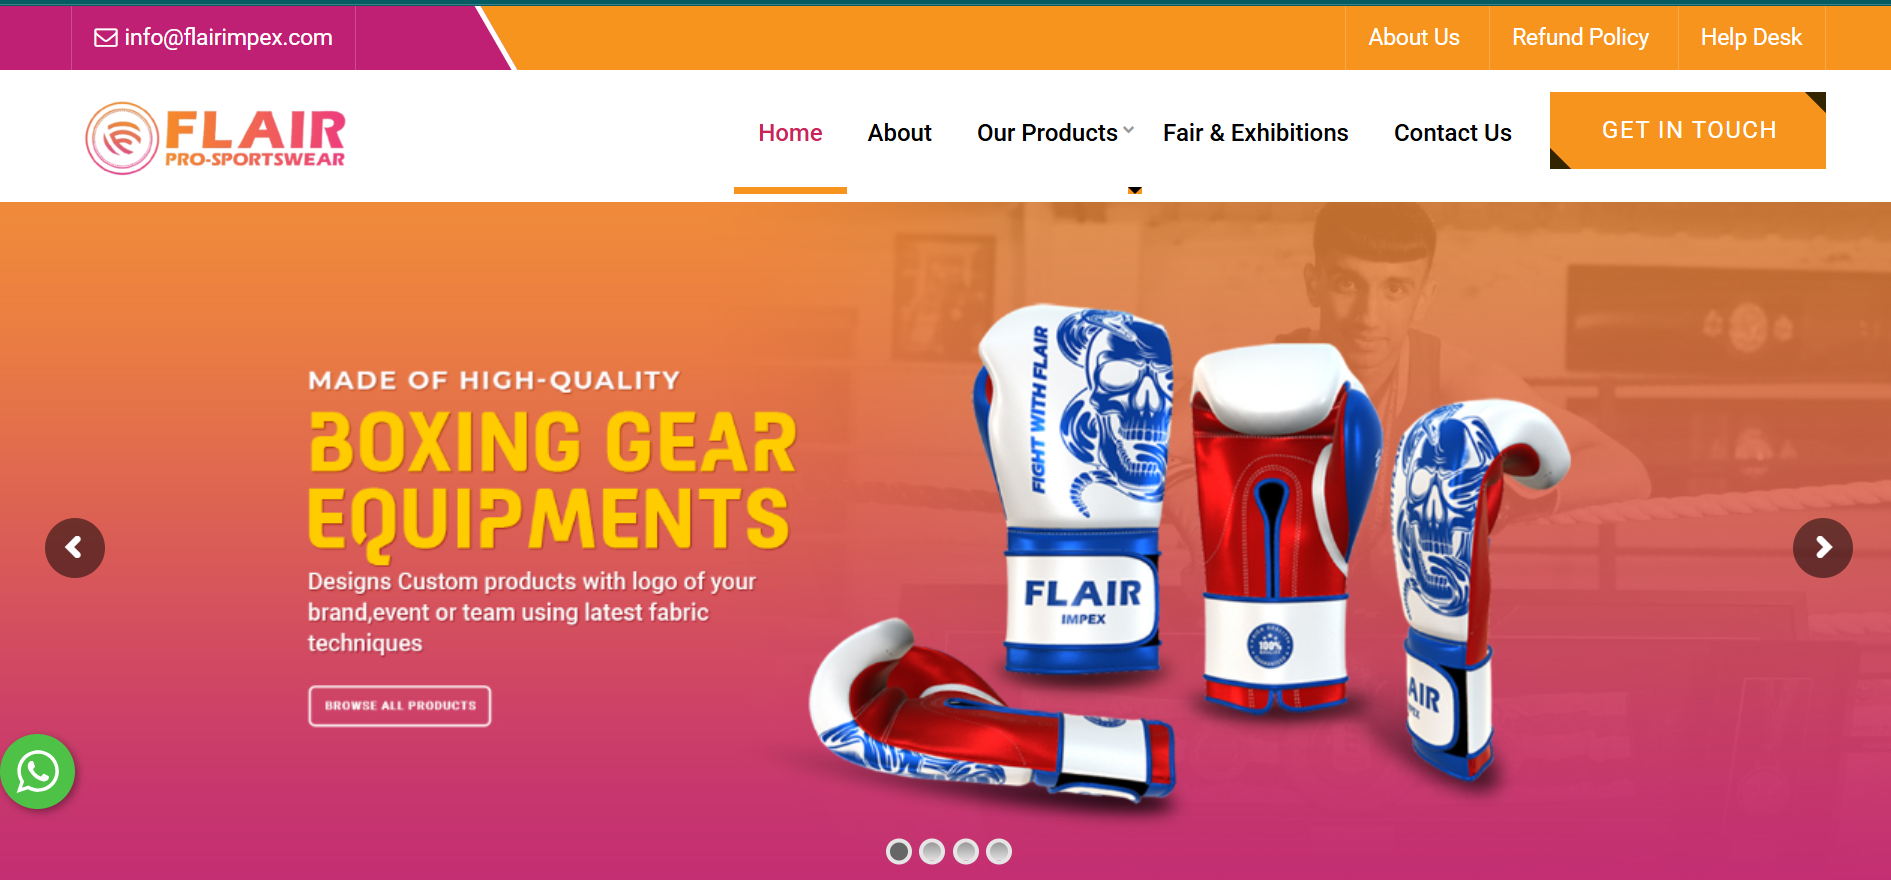 info@flairimpex.com
About Us
Refund Policy
Help Desk
FLAIR
PRO-SPORTSWEAR
Home
About
Our Products
Fair & Exhibitions
Contact Us
GET IN TOUCH
MADE OF HIGH-QUALITY
BOXING GEAR
EQUIPMENTS
Designs Custom products with logo of your
brand,event or team using latest fabric
techniques
BROWSE ALL PRODUCTS
FIGHT WITH FLAIR
FLAIR
IMPEX
100%
AIR